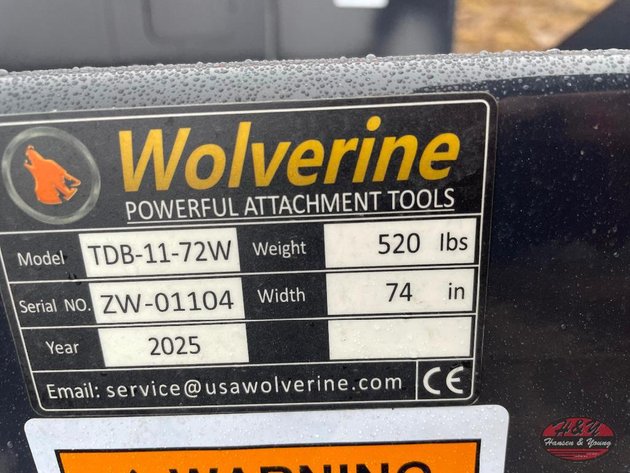 Wolverine
POWERFUL ATTACHMENT TOOLS
Model TDB-11-72W Weight 520 lbs
Serial NO. ZW-01104 Width 74 in
Year 2025
Email: service@usawolverine.com CE
WARNING
H&Y
Hansen & Young